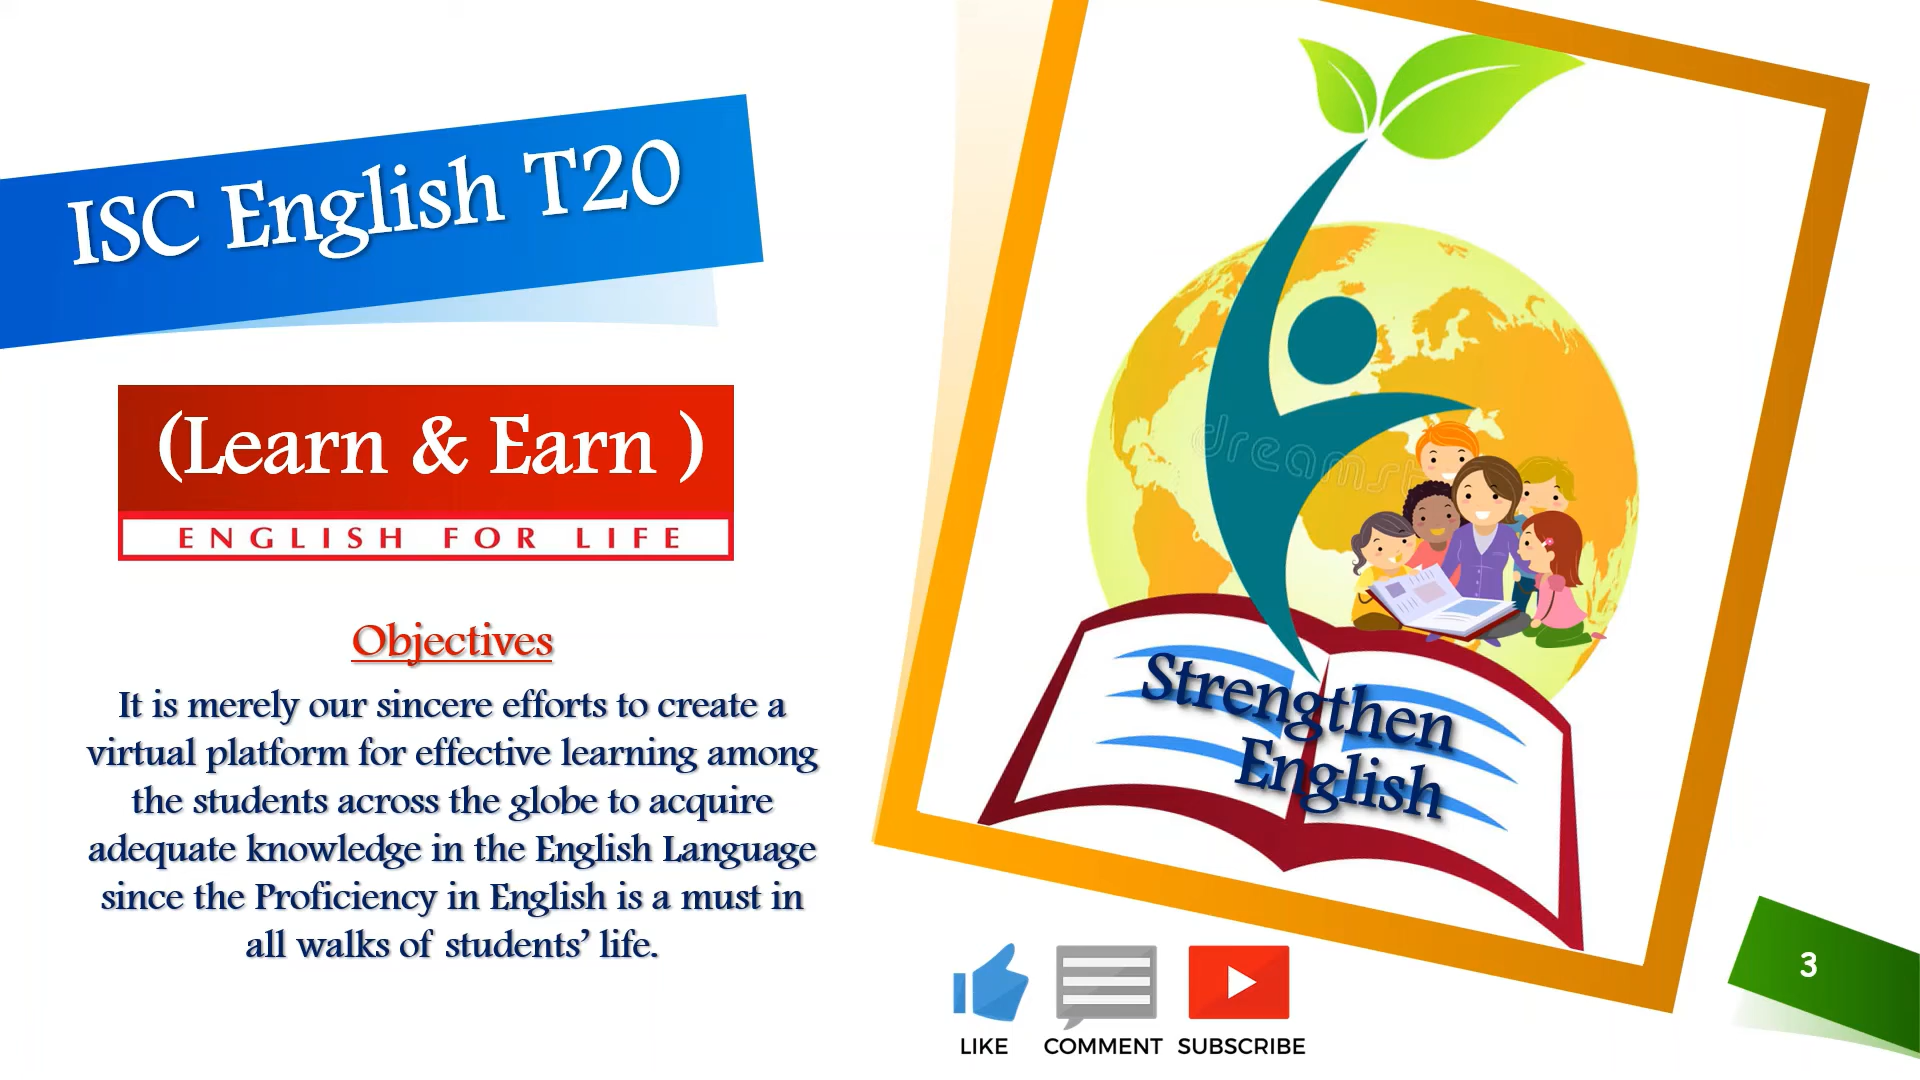 ISC English T20
(Learn & Earn )
ENGLISH FOR LIFE
Objectives
It is merely our sincere efforts to create a
virtual platform for effective learning among
the students across the globe to acquire
adequate knowledge in the English Language
since the Proficiency in English is a must in
all walks of students’ life.
dreamst
Strengthen
English
LIKE
COMMENT
SUBSCRIBE
3